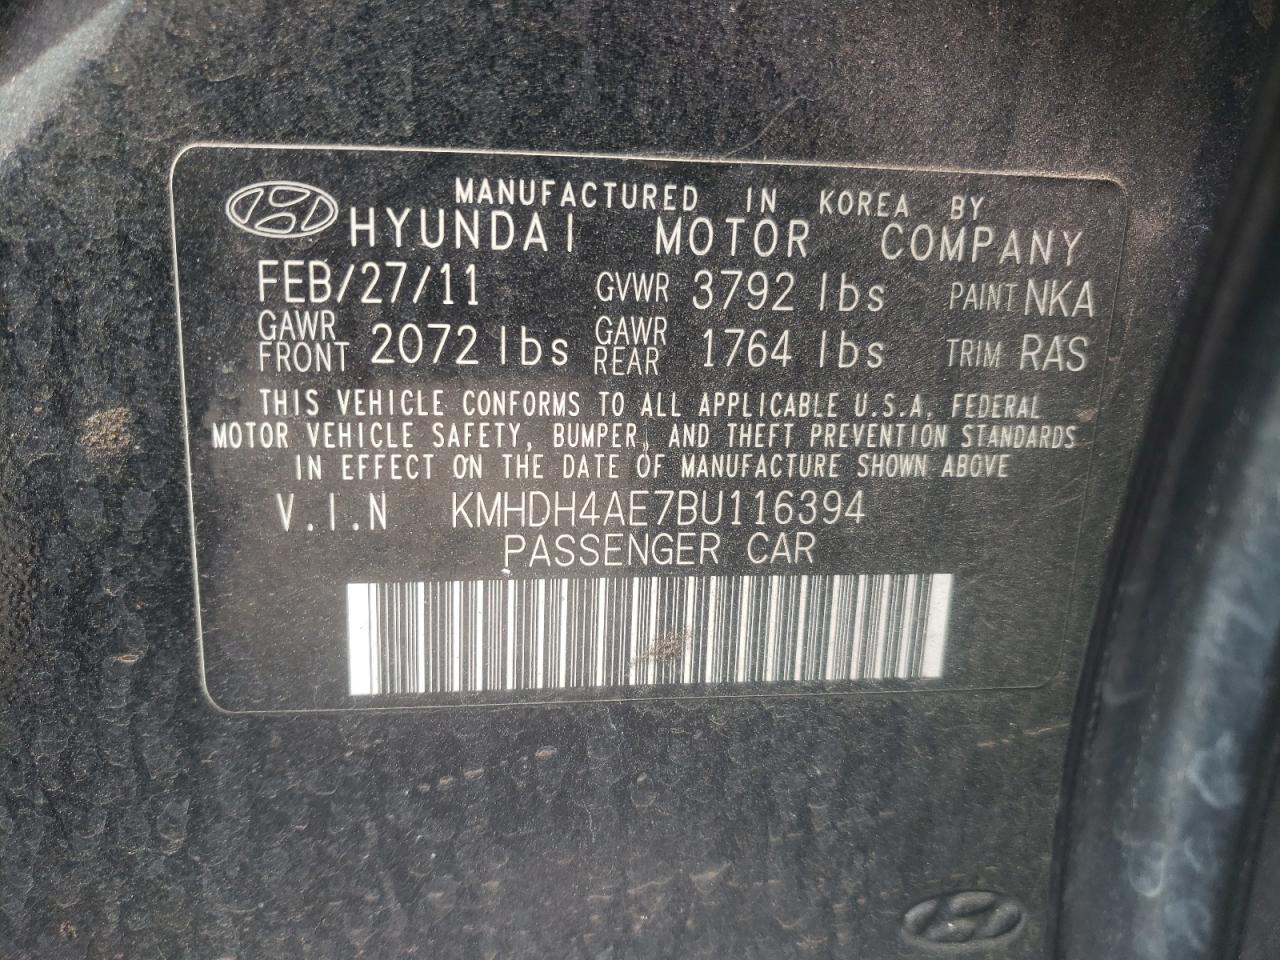 MANUFACTURED IN KOREA BY
HYUNDAI MOTOR COMPANY
FEB/27/11 GVWR 3792 lbs PAINT NKA
GAWR FRONT 2072 lbs GAWR REAR 1764 lbs TRIM RAS
THIS VEHICLE CONFORMS TO ALL APPLICABLE U.S.A. FEDERAL
MOTOR VEHICLE SAFETY, BUMPER, AND THEFT PREVENTION STANDARDS
IN EFFECT ON THE DATE OF MANUFACTURE SHOWN ABOVE
V.I.N KMHDH4AE7BU116394
PASSENGER CAR